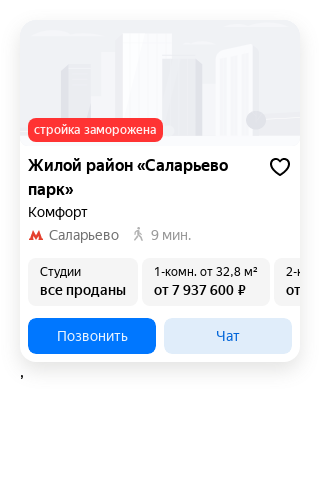 стройка заморожена
Жилой район «Саларьево
парк»
Комфорт
Саларьево 9 мин.
Студии 1-комн. от 32,8 м² 2-к
все проданы от 7 937 600 ₽ от
Позвонить Чат
,